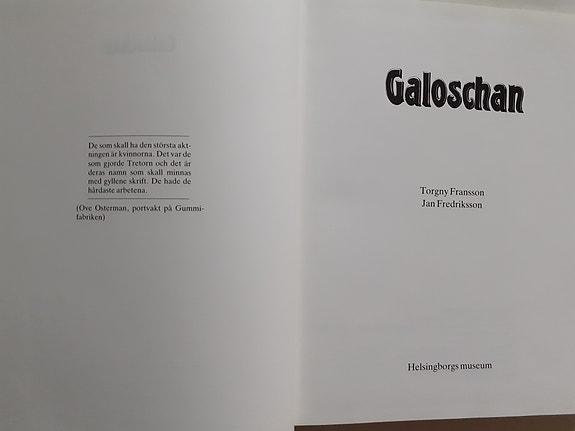 De som skall ha den största akt-
ningen är kvinnorna. Det var de
som gjorde Tretorn och det är
deras namn som skall minnas
med gyllene skrift. De hade de
hårdaste arbetena.
(Ove Osterman, portvakt på Gummi-
fabriken)
Galoschan
Torgny Fransson
Jan Fredriksson
Helsingborgs museum